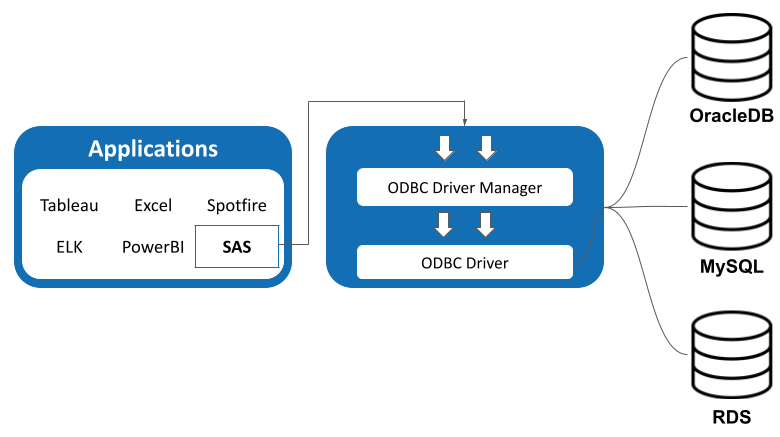 Applications
Tableau Excel Spotfire
ELK PowerBI SAS
ODBC Driver Manager
ODBC Driver
OracleDB
MySQL
RDS